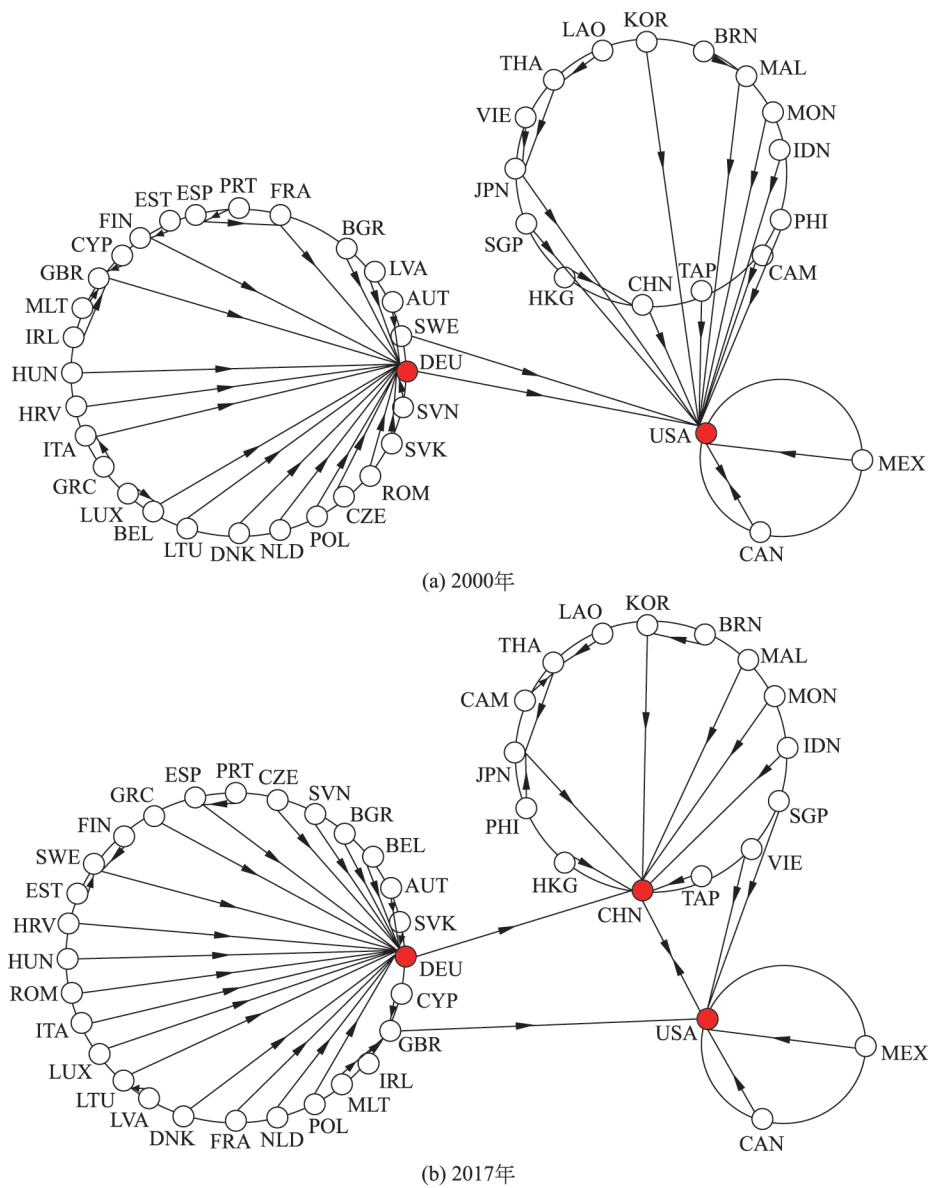 KOR
LAO
BRN
THA
MAL
VIE
MON
IDN
JPN
SGP
PHI
HKG
CHN
TAP
CAM
PRT
FRA
ESP
EST
FIN
BGR
CYP
LVA
GBR
AUT
MLT
SWE
IRL
DEU
HUN
HRV
SVN
ITA
SVK
GRC
ROM
LUX
CZE
BEL
POL
LTU
DNK
NLD
USA
MEX
CAN
(a) 2000年
KOR
LAO
BRN
THA
MAL
CAM
MON
IDN
JPN
SGP
PHI
VIE
HKG
TAP
CHN
PRT
CZE
ESP
SVN
GRC
BGR
FIN
BEL
SWE
AUT
EST
SVK
HRV
DEU
HUN
CYP
ROM
GBR
ITA
IRL
LUX
MLT
LTU
POL
LVA
DNK
FRA
NLD
USA
MEX
CAN
(b) 2017年